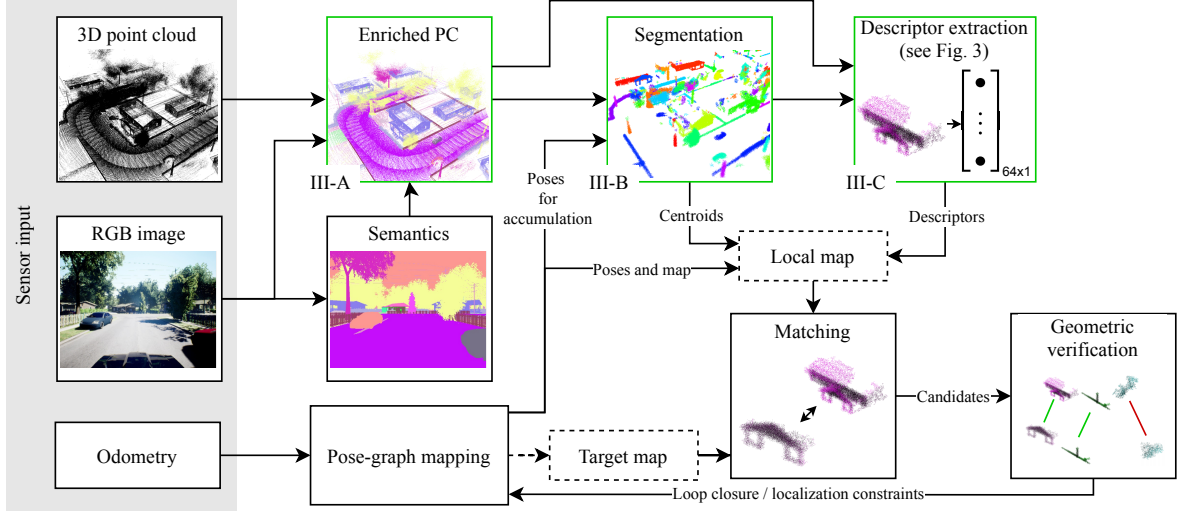 Sensor input
3D point cloud
Enriched PC
Segmentation
Descriptor extraction
(see Fig. 3)
64x1
III-A
III-B
III-C
Poses
for
accumulation
Centroids
Descriptors
RGB image
Semantics
Local map
Poses and map
Matching
Geometric
verification
Candidates
Odometry
Pose-graph mapping
Target map
Loop closure / localization constraints